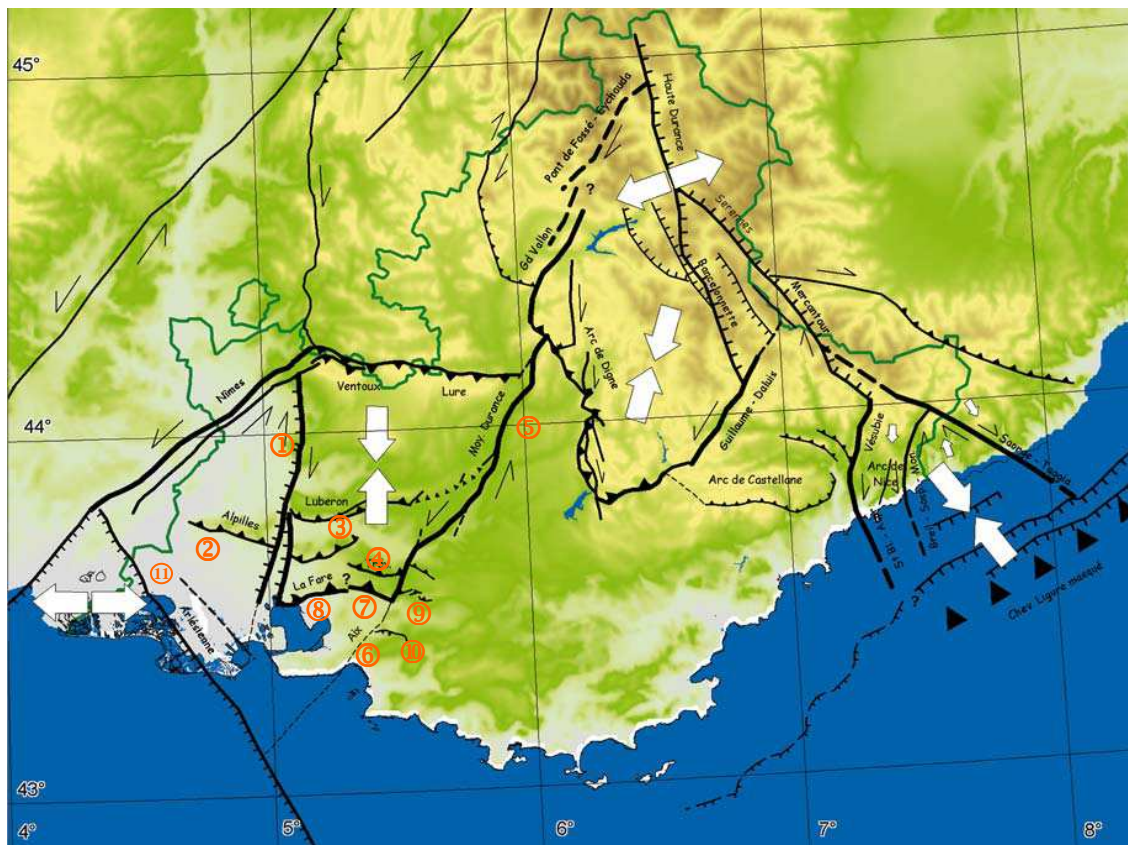 45°
Pont de Fossé - Eychauda
Haute Durance
?
Serennes
Gd Vallon
Barcelonnette
Mercantour
Arc de Digne
Ventoux
Lure
Nîmes
44°
①
Moy. Durance
⑤
Guillaume - Daluis
Vésubie
Saorge - Taggia
Arc de Castellane
Arc de
Nice
Luberon
③
Alpilles
②
④
⑪
La Fare ?
⑧
⑦
⑨
Arlésienne
Aix
⑥
⑩
Chev Ligure masqué
43°
4°
5°
6°
7°
8°